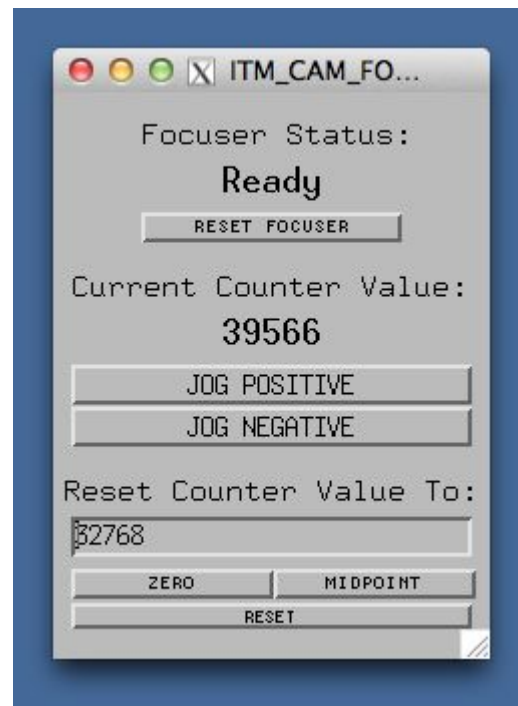 X ITM_CAM_FO...
Focuser Status:
Ready
RESET FOCUSER
Current Counter Value:
39566
JOG POSITIVE
JOG NEGATIVE
Reset Counter Value To:
32768
ZERO MIDPOINT
RESET